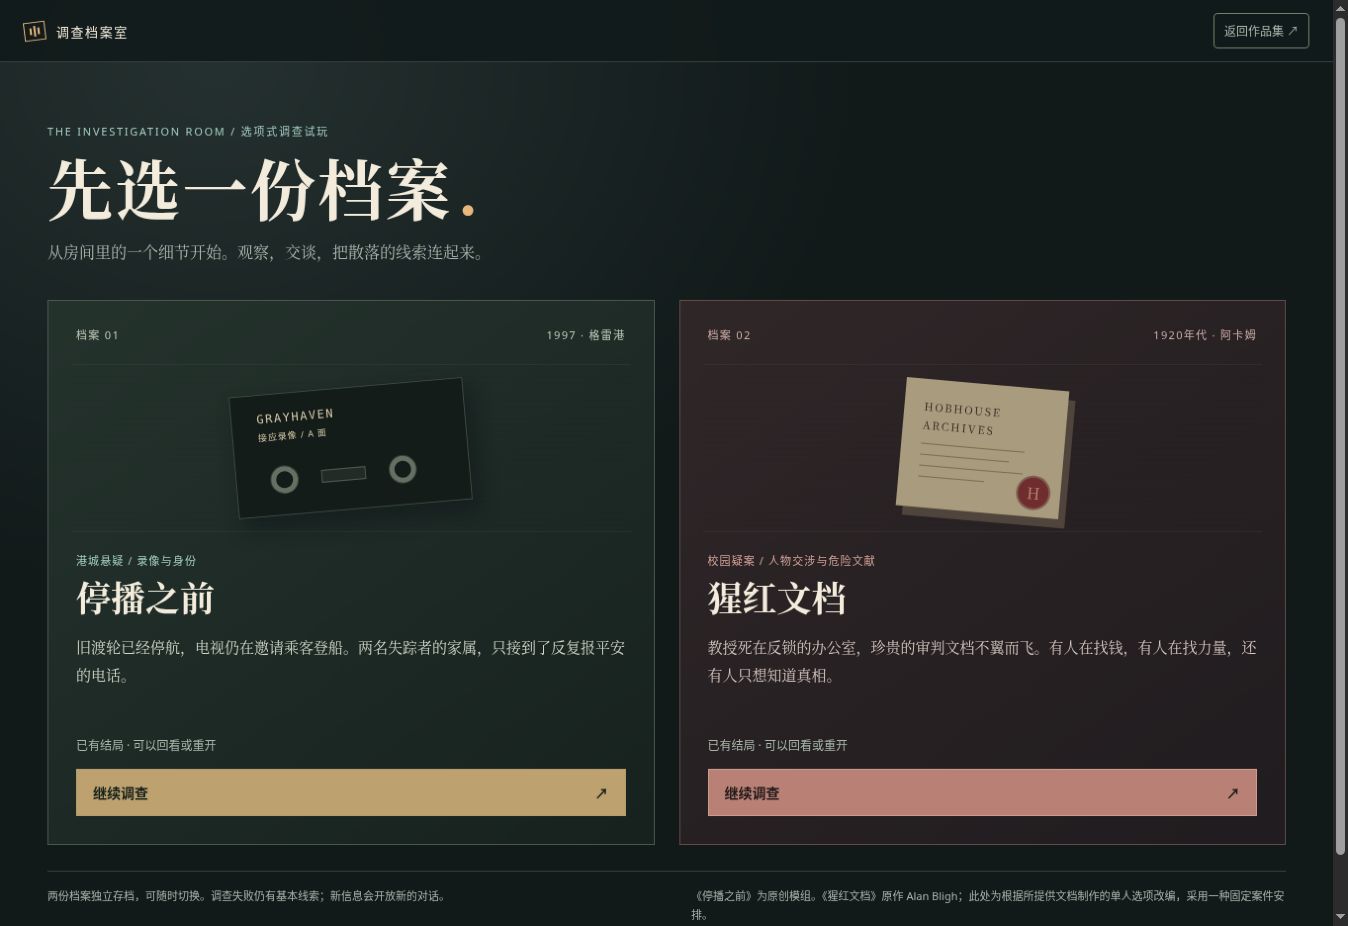 调查档案室
返回作品集 ↗
THE INVESTIGATION ROOM / 选项式调查试玩
先选一份档案.
从房间里的一个细节开始。观察，交谈，把散落的线索连起来。
档案 01
1997 · 格雷港
GRAYHAVEN
接应录像 / A 面
港城悬疑 / 录像与身份
停播之前
旧渡轮已经停航，电视仍在邀请乘客登船。两名失踪者的家属，只接到了反复报平安
的电话。
已有结局 · 可以回看或重开
继续调查 ↗
档案 02
1920年代 · 阿卡姆
HOBHOUSE
ARCHIVES
H
校园疑案 / 人物交涉与危险文献
猩红文档
教授死在反锁的办公室，珍贵的审判文档不翼而飞。有人在找钱，有人在找力量，还
有人只想知道真相。
已有结局 · 可以回看或重开
继续调查 ↗
两份档案独立存档，可随时切换。调查失败仍有基本线索；新信息会开放新的对话。
《停播之前》为原创模组。《猩红文档》原作 Alan Bligh；此处为根据所提供文档制作的单人选项改编，采用一种固定案件安
排。